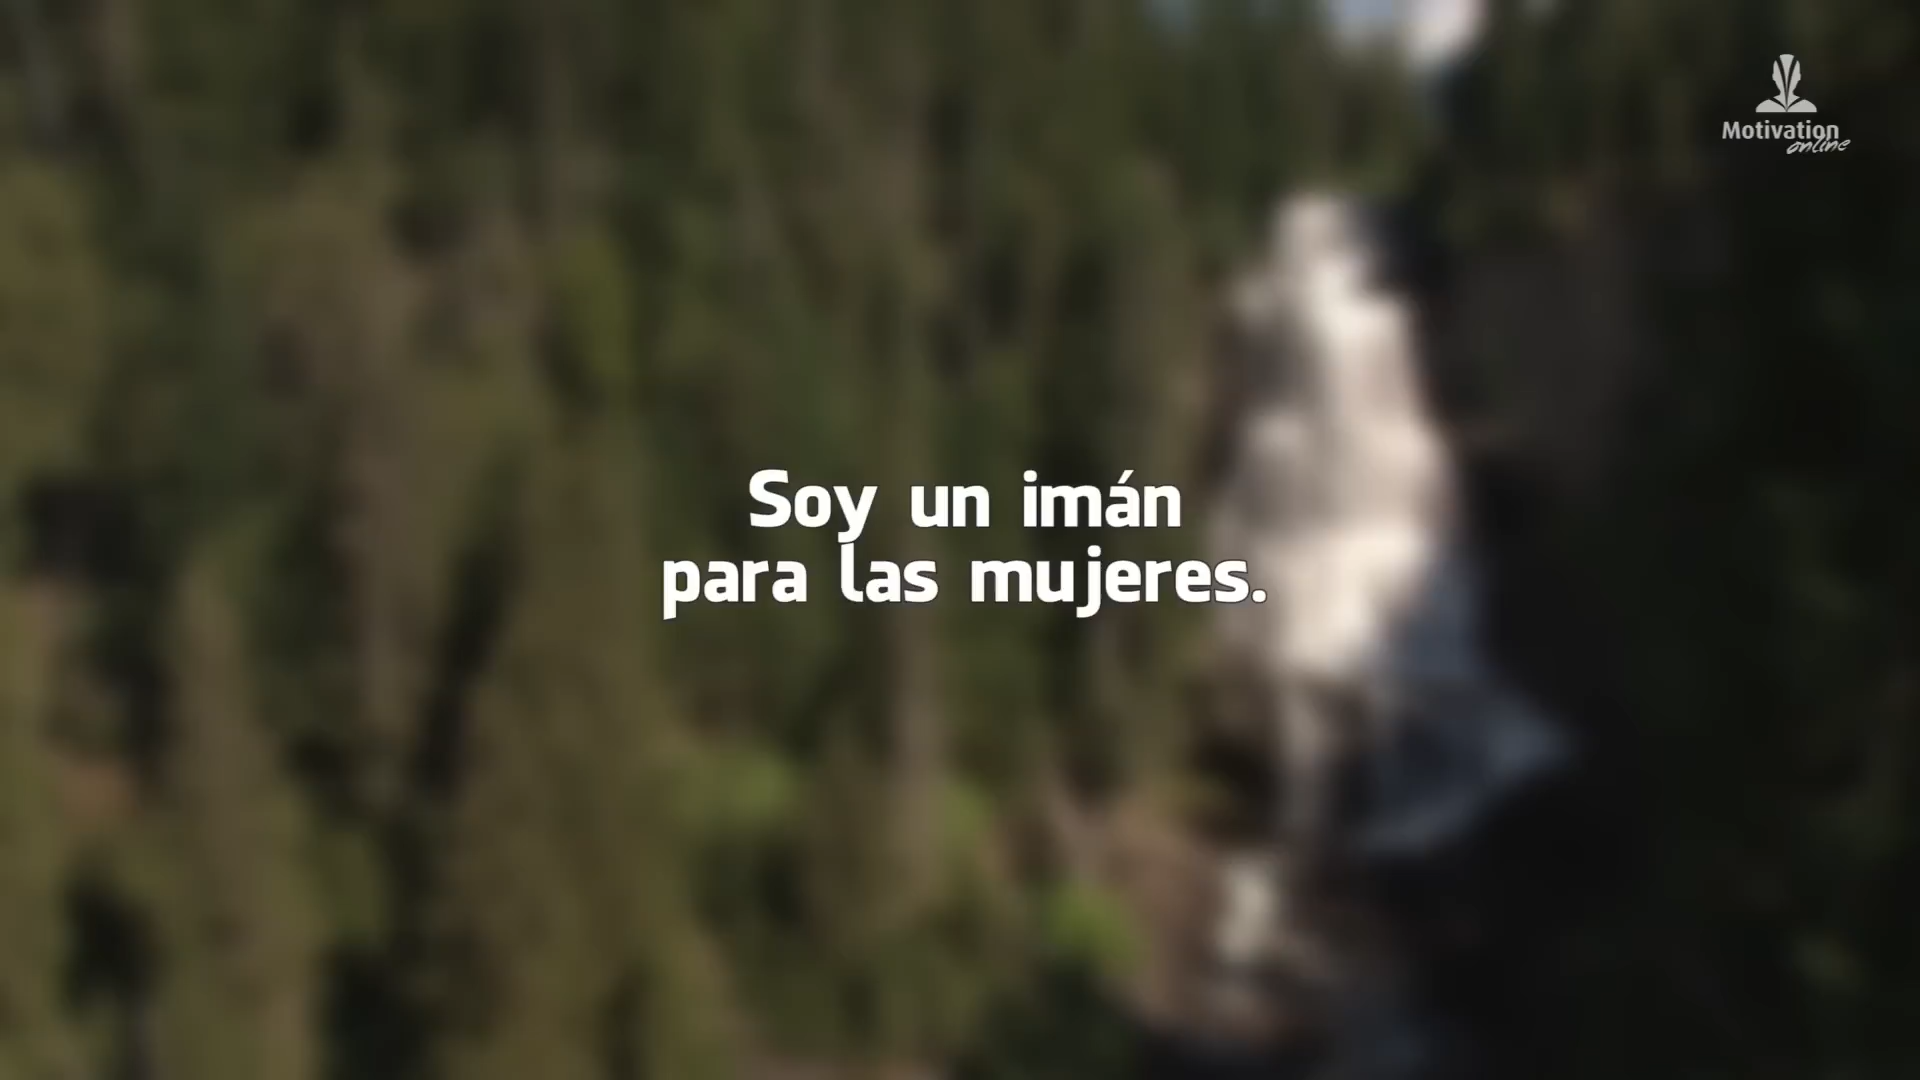 Motivation
online
Soy un imán
para las mujeres.